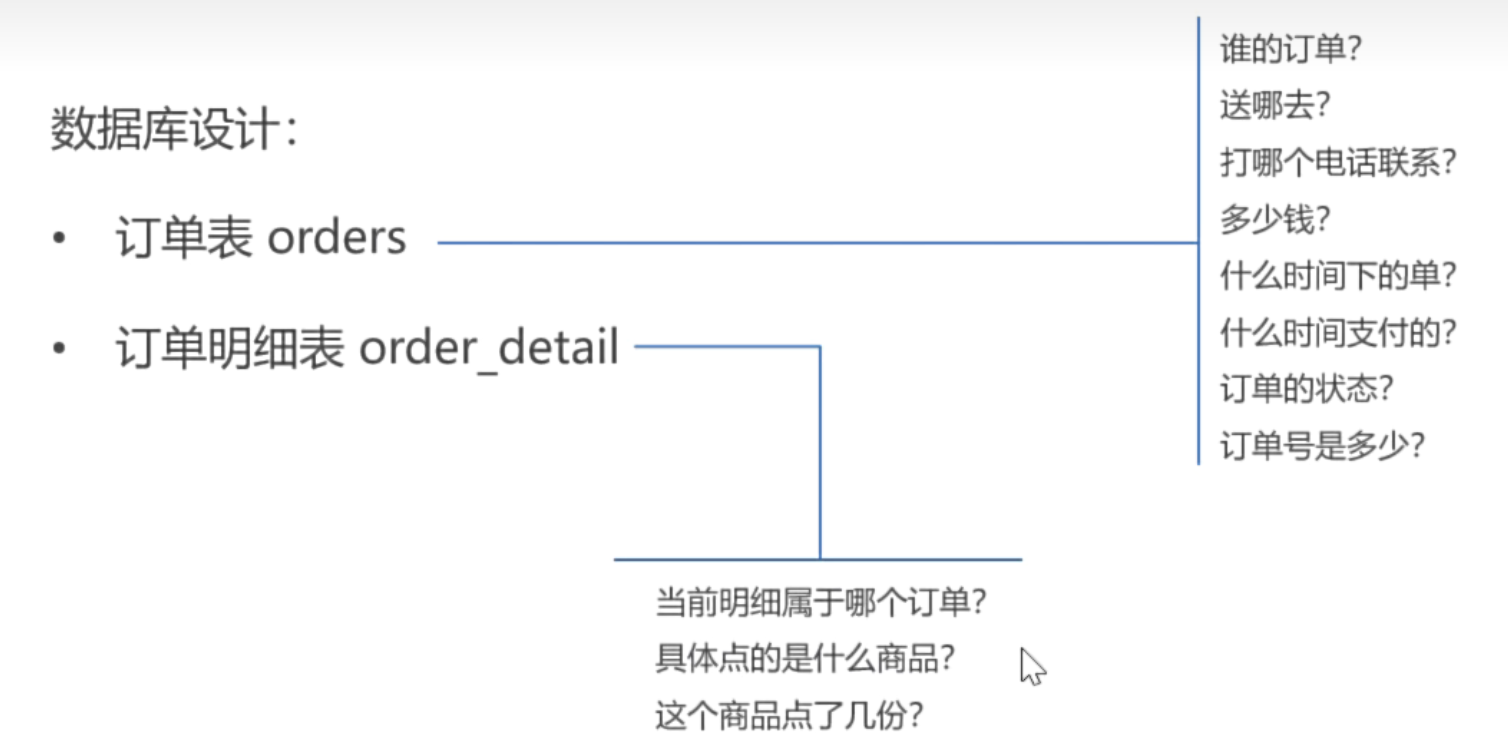 数据库设计：
• 订单表 orders
• 订单明细表 order_detail
谁的订单？
送哪去？
打哪个电话联系？
多少钱？
什么时间下的单？
什么时间支付的？
订单的状态？
订单号是多少？
当前明细属于哪个订单？
具体点的是什么商品？
这个商品点了几份？